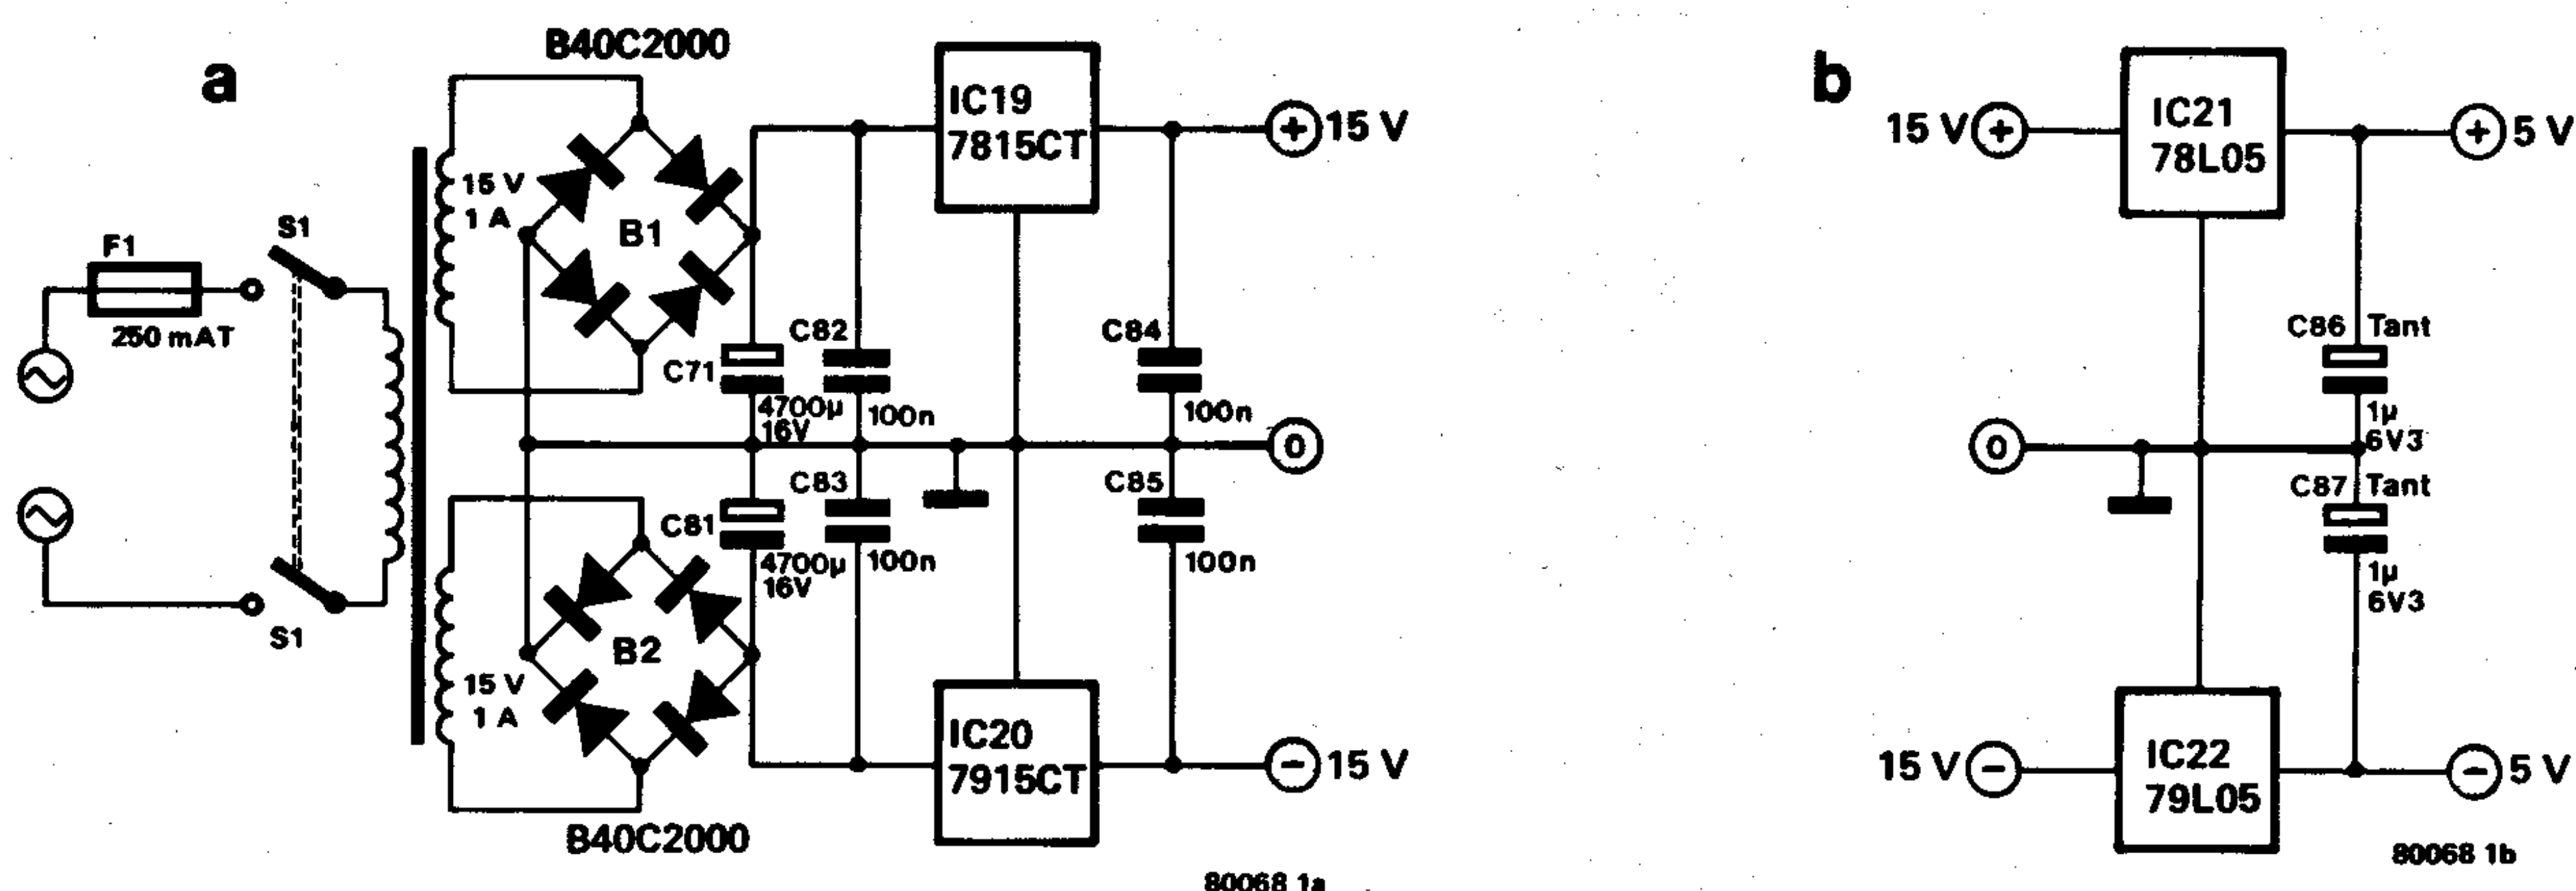 a
B40C2000
F1
250 mAT
S1
S1
15 V
1 A
B1
C71
4700µ
16V
C82
100n
IC19
7815CT
C84
100n
+ 15 V
0
15 V
1 A
B2
B40C2000
C81
4700µ
16V
C83
100n
IC20
7915CT
C85
100n
− 15 V
80068 1a
b
15 V +
IC21
78L05
+ 5 V
C86 Tant
1µ
6V3
0
C87 Tant
1µ
6V3
15 V −
IC22
79L05
− 5 V
80068 1b